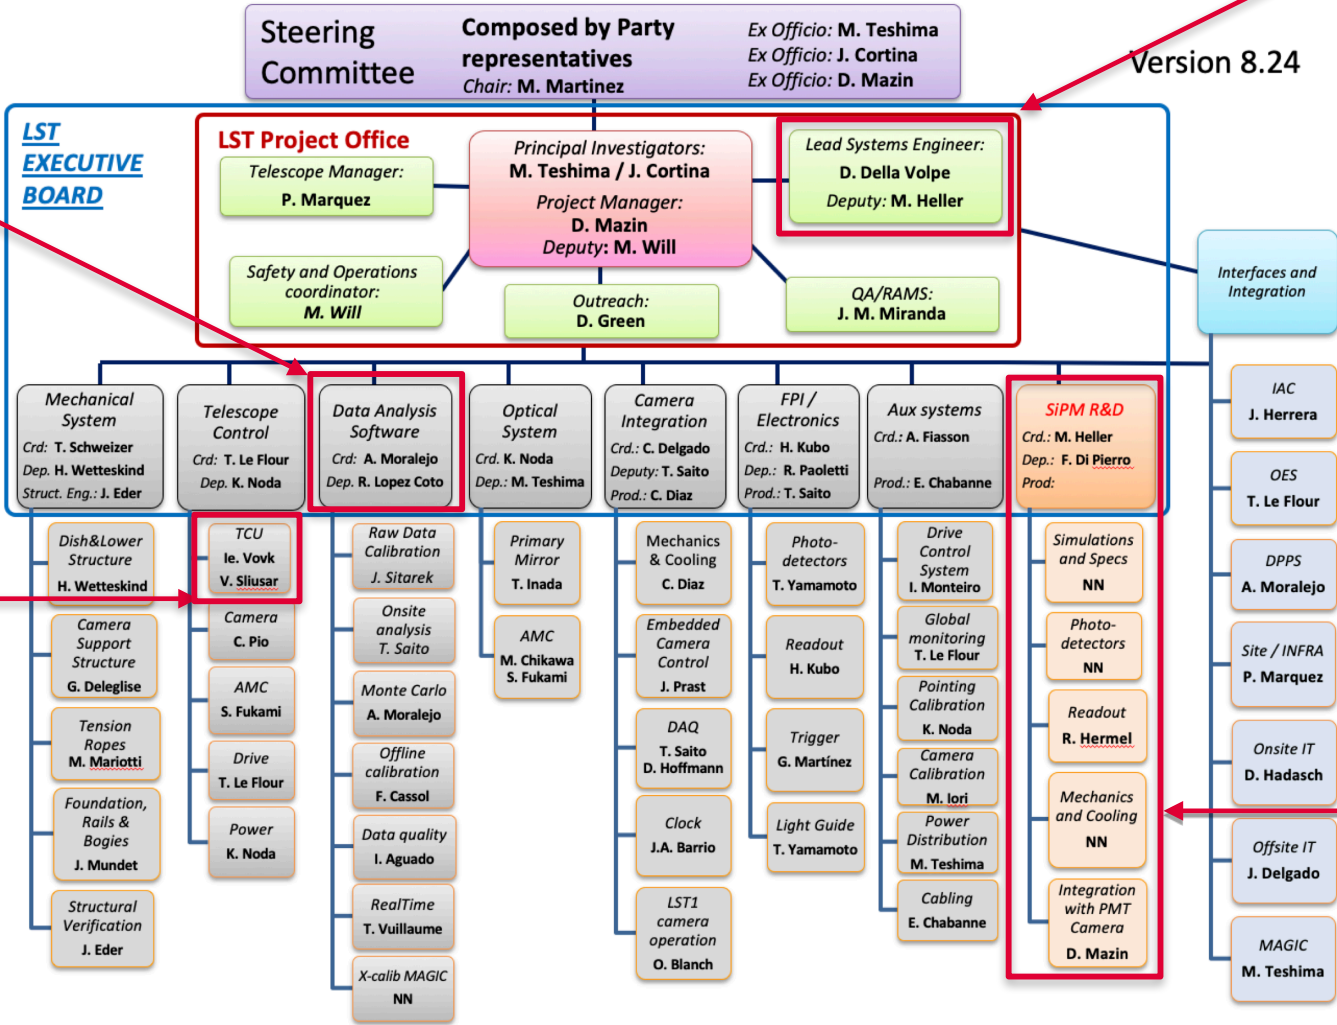 Steering
Committee
Composed by Party
representatives
Chair: M. Martinez
Ex Officio: M. Teshima
Ex Officio: J. Cortina
Ex Officio: D. Mazin
Version 8.24
LST
EXECUTIVE
BOARD
LST Project Office
Telescope Manager:
P. Marquez
Principal Investigators:
M. Teshima / J. Cortina
Project Manager:
D. Mazin
Deputy: M. Will
Lead Systems Engineer:
D. Della Volpe
Deputy: M. Heller
Safety and Operations
coordinator:
M. Will
Outreach:
D. Green
QA/RAMS:
J. M. Miranda
Interfaces and
Integration
Mechanical
System
Crd: T. Schweizer
Dep. H. Wetteskind
Struct. Eng.: J. Eder
Telescope
Control
Crd: T. Le Flour
Dep. K. Noda
Data Analysis
Software
Crd: A. Moralejo
Dep. R. Lopez Coto
Optical
System
Crd. K. Noda
Dep.: M. Teshima
Camera
Integration
Crd.: C. Delgado
Deputy: T. Saito
Prod.: C. Diaz
FPI /
Electronics
Crd.: H. Kubo
Dep.: R. Paoletti
Prod.: T. Saito
Aux systems
Crd.: A. Fiasson
Prod.: E. Chabanne
SiPM R&D
Crd.: M. Heller
Dep.: F. Di Pierro
Prod:
Dish&Lower
Structure
H. Wetteskind
Camera
Support
Structure
G. Deleglise
Tension
Ropes
M. Mariotti
Foundation,
Rails &
Bogies
J. Mundet
Structural
Verification
J. Eder
TCU
Ie. Vovk
V. Sliusar
Camera
C. Pio
AMC
S. Fukami
Drive
T. Le Flour
Power
K. Noda
Raw Data
Calibration
J. Sitarek
Onsite
analysis
T. Saito
Monte Carlo
A. Moralejo
Offline
calibration
F. Cassol
Data quality
I. Aguado
RealTime
T. Vuillaume
X-calib MAGIC
NN
Primary
Mirror
T. Inada
AMC
M. Chikawa
S. Fukami
Mechanics
& Cooling
C. Diaz
Embedded
Camera
Control
J. Prast
DAQ
T. Saito
D. Hoffmann
Clock
J.A. Barrio
LST1
camera
operation
O. Blanch
Photo-
detectors
T. Yamamoto
Readout
H. Kubo
Trigger
G. Martínez
Light Guide
T. Yamamoto
Drive
Control
System
I. Monteiro
Global
monitoring
T. Le Flour
Pointing
Calibration
K. Noda
Camera
Calibration
M. Iori
Power
Distribution
M. Teshima
Cabling
E. Chabanne
Simulations
and Specs
NN
Photo-
detectors
NN
Readout
R. Hermel
Mechanics
and Cooling
NN
Integration
with PMT
Camera
D. Mazin
IAC
J. Herrera
OES
T. Le Flour
DPPS
A. Moralejo
Site / INFRA
P. Marquez
Onsite IT
D. Hadasch
Offsite IT
J. Delgado
MAGIC
M. Teshima